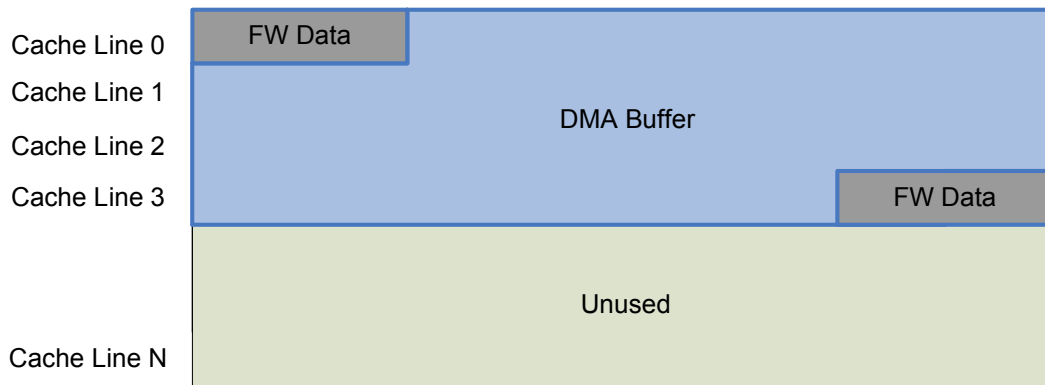 FW Data
Cache Line 0
Cache Line 1
DMA Buffer
Cache Line 2
Cache Line 3
FW Data
Unused
Cache Line N